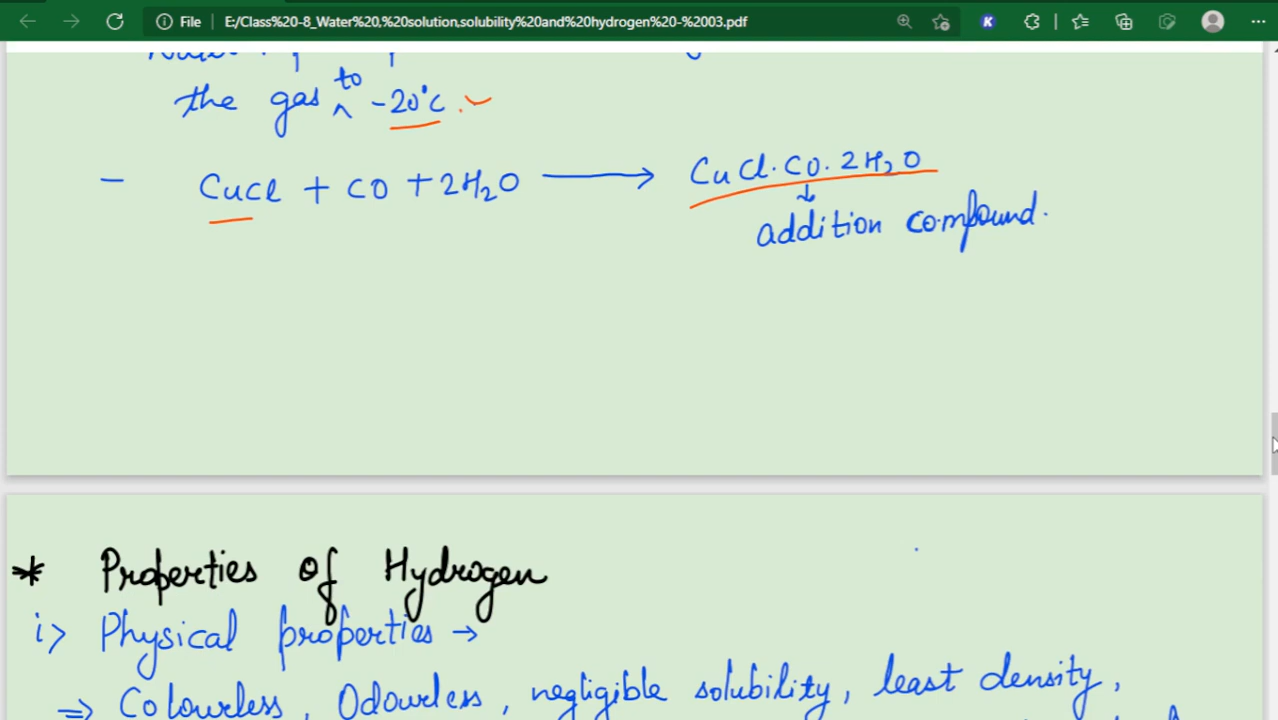 File
E:/Class%20-8_Water%20,%20solution,solubility%20and%20hydrogen%20-%2003.pdf
K
the gas ^ to -20°C.
- CuCl + CO + 2H₂O ⟶ CuCl.CO.2H₂O
↓
addition compound.
* Properties of Hydrogen
i> Physical properties →
⇒ Colourless, Odourless, negligible solubility, least density,